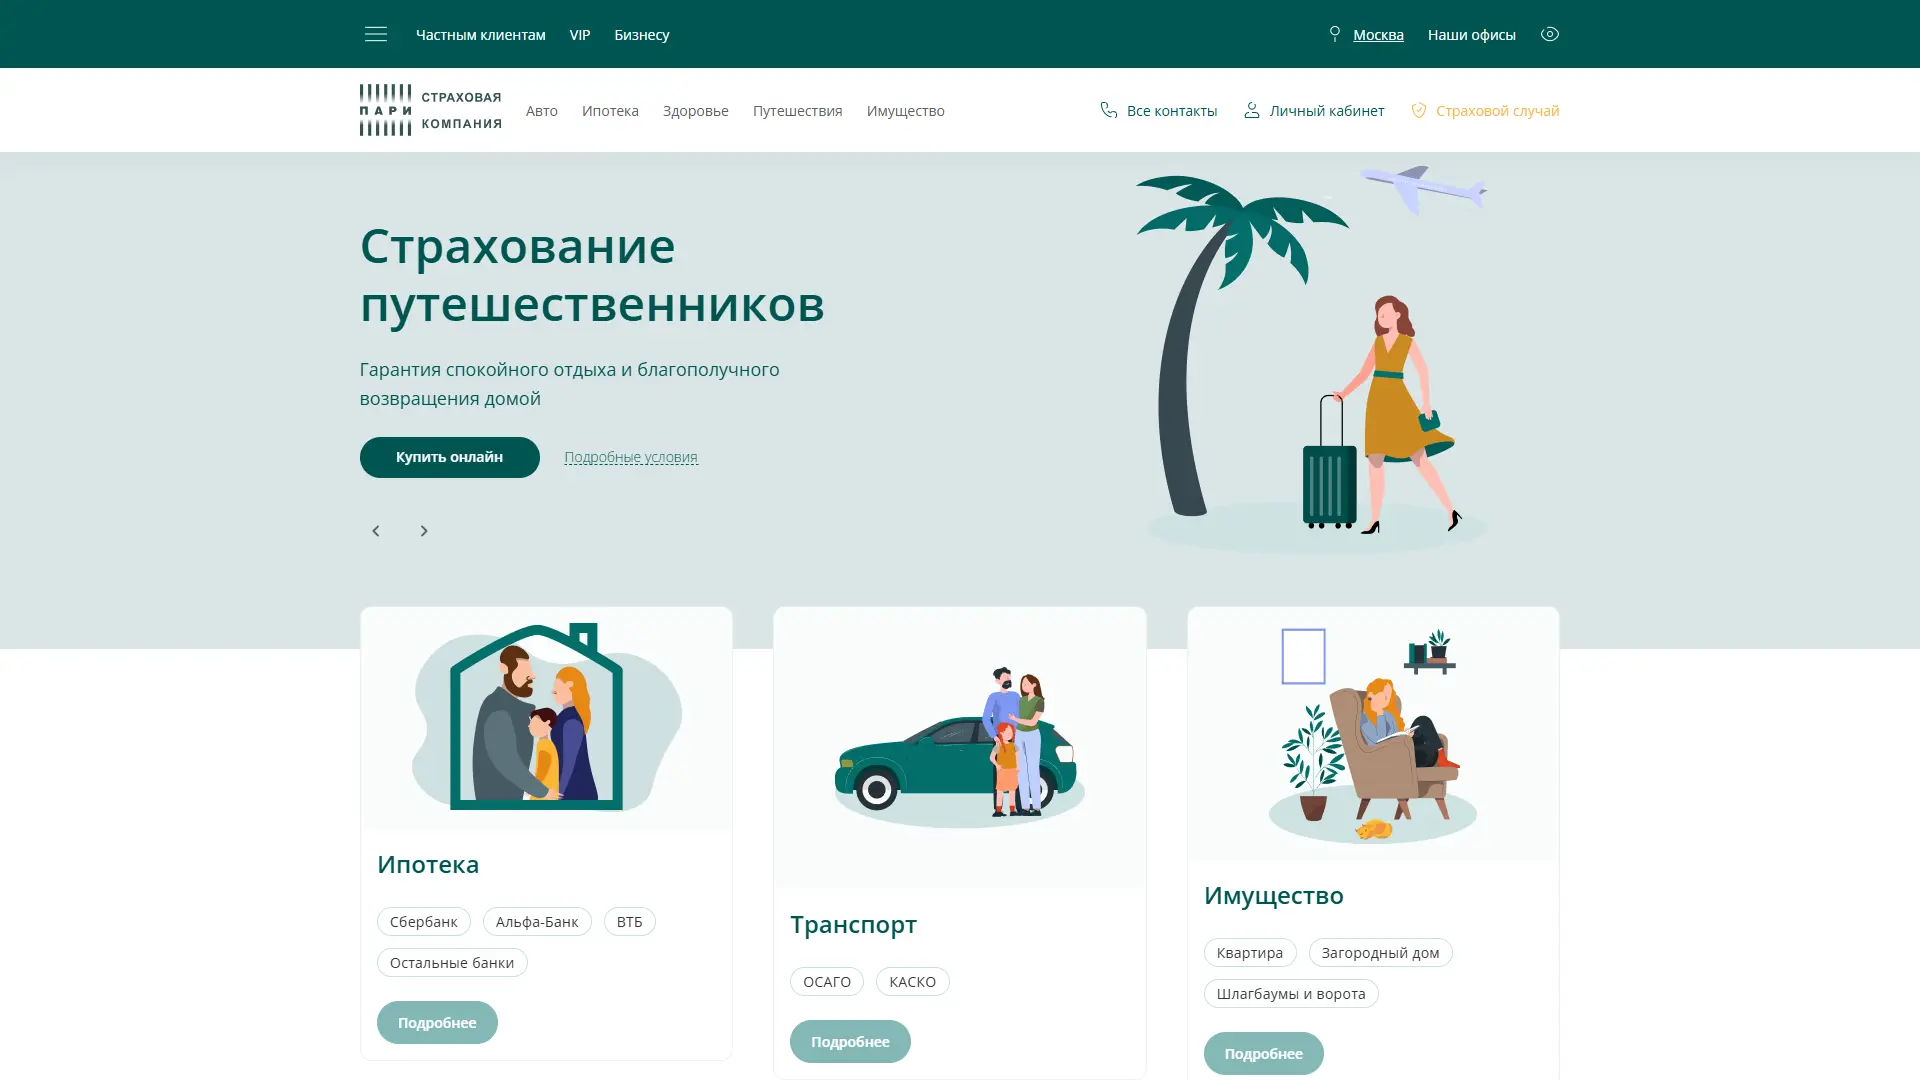 Частным клиентам VIP Бизнесу Москва Наши офисы
ПАРИ СТРАХОВАЯ КОМПАНИЯ
Авто Ипотека Здоровье Путешествия Имущество Все контакты Личный кабинет Страховой случай
Страхование
путешественников
Гарантия спокойного отдыха и благополучного
возвращения домой
Купить онлайн Подробные условия
Ипотека
Сбербанк Альфа-Банк ВТБ
Остальные банки
Подробнее
Транспорт
ОСАГО КАСКО
Подробнее
Имущество
Квартира Загородный дом
Шлагбаумы и ворота
Подробнее